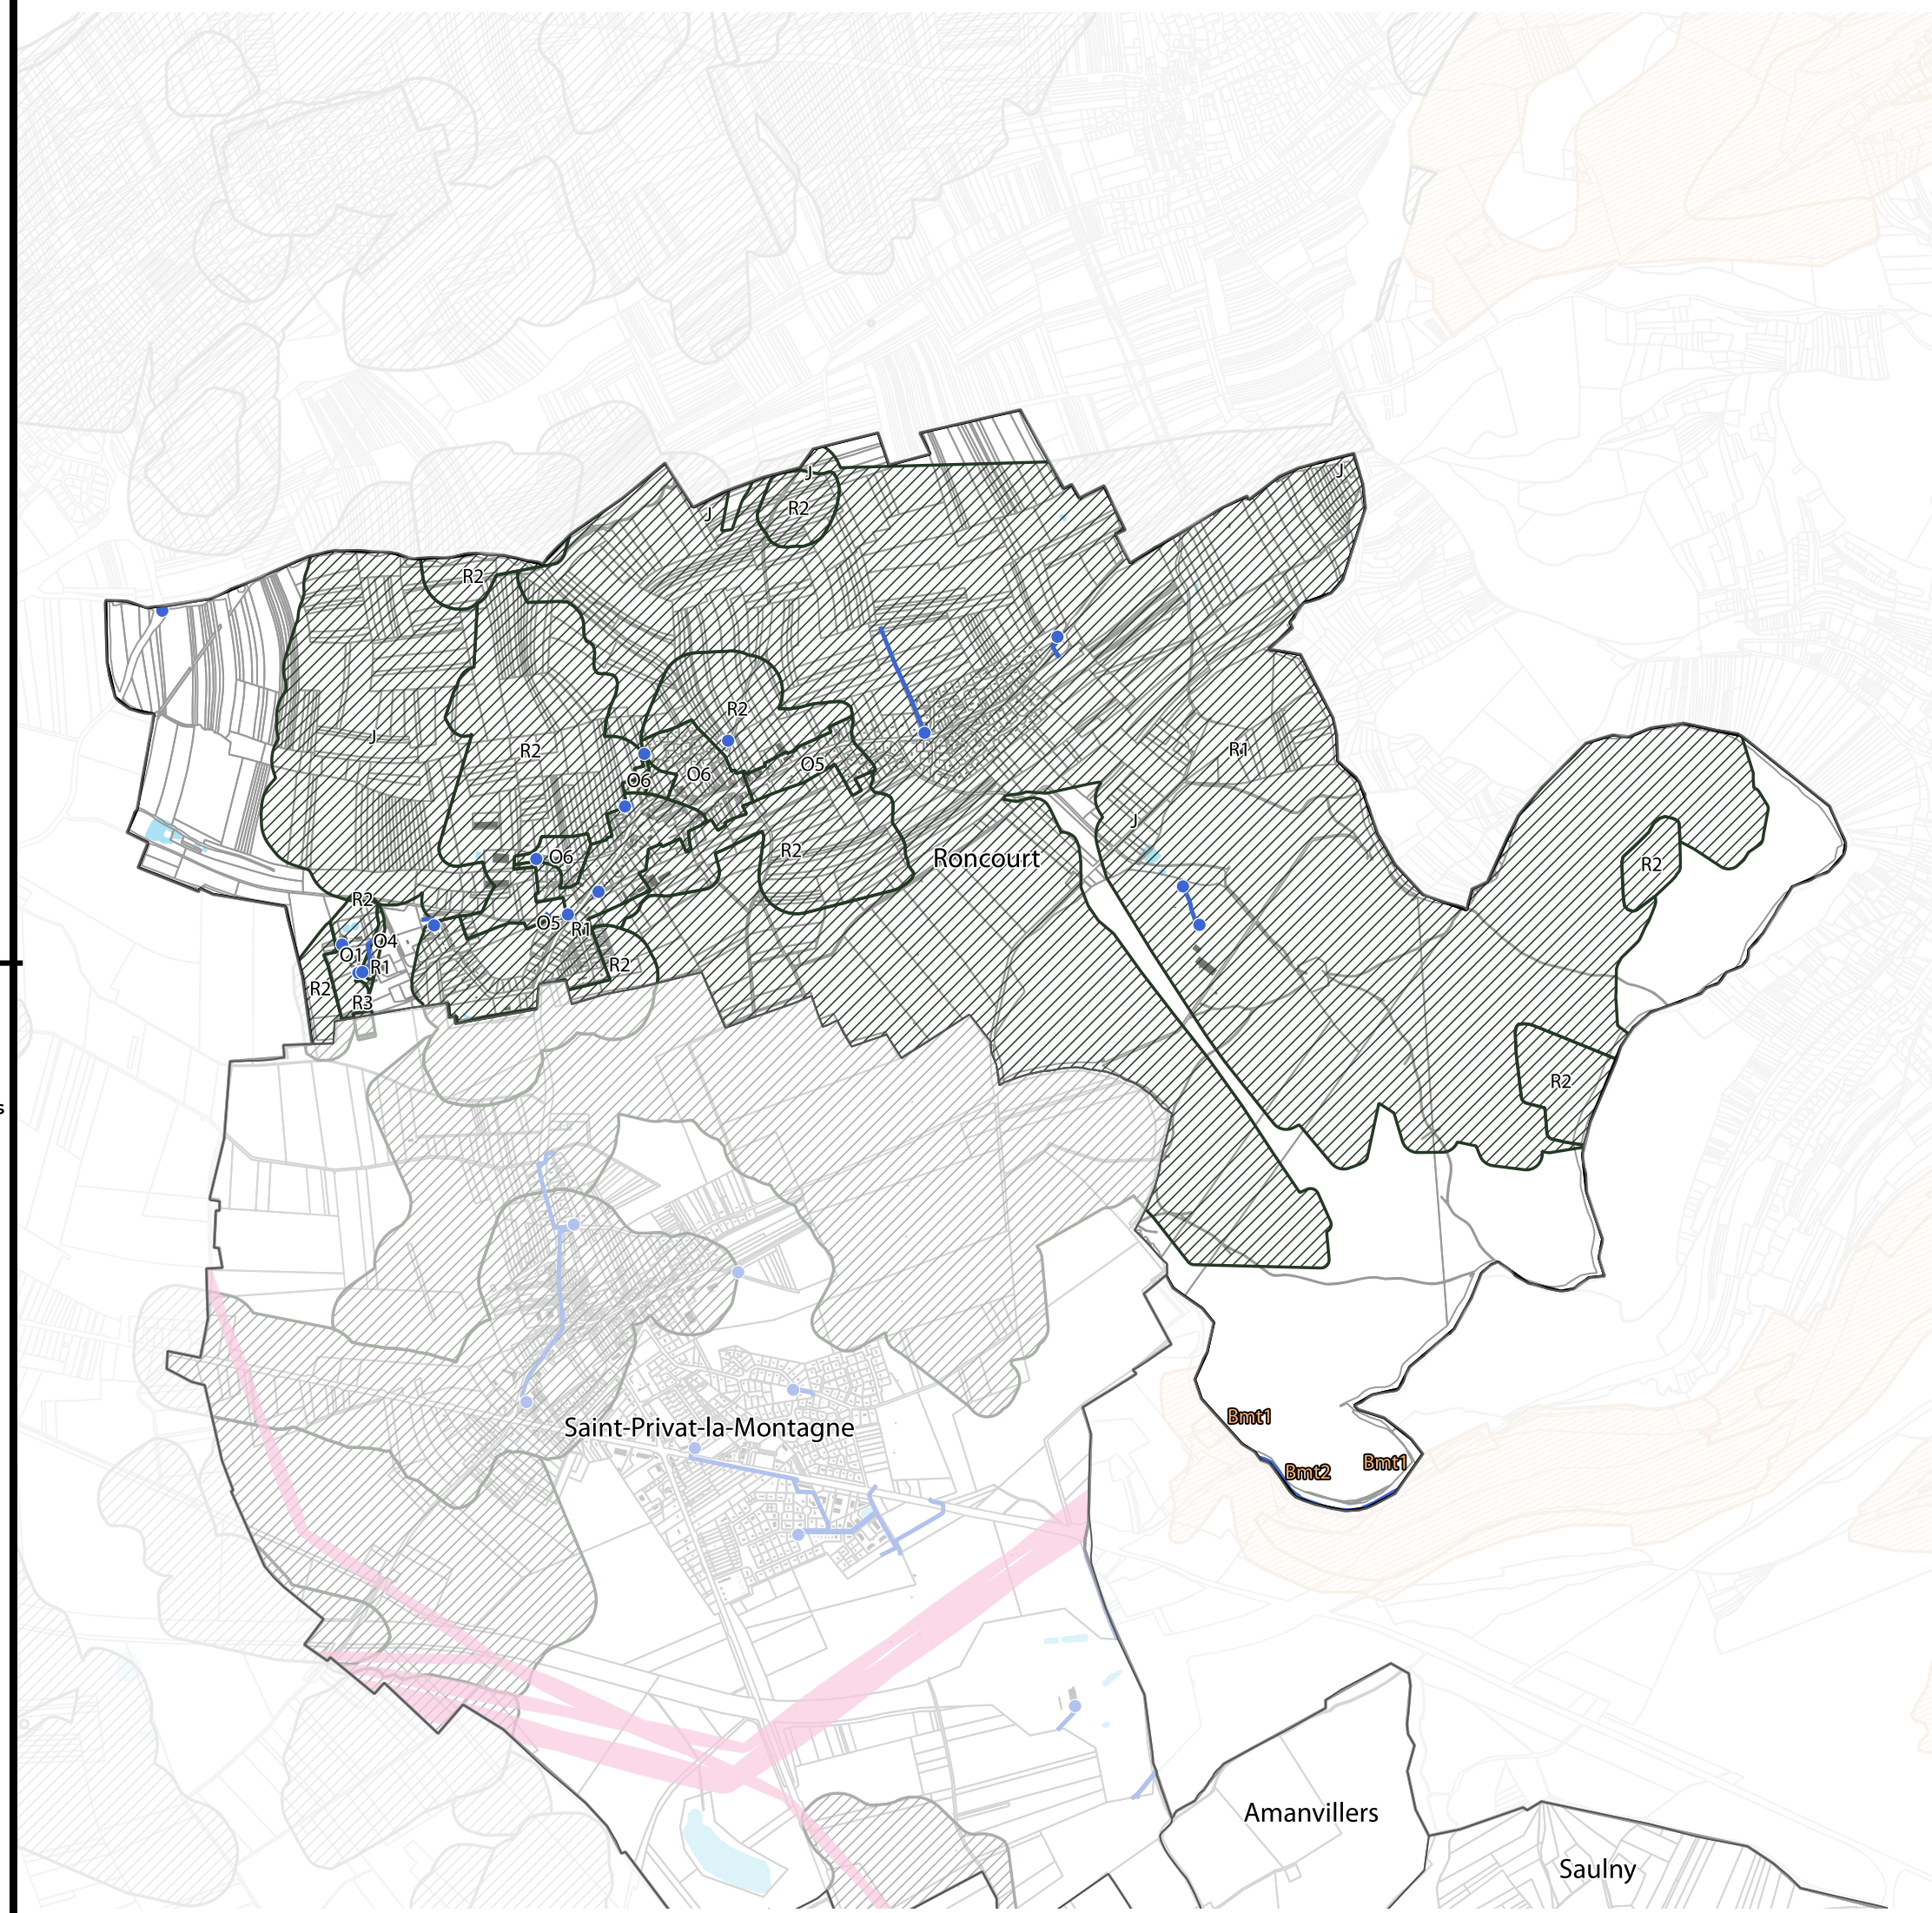 J
J
R2
J
R2
R2
J
R2
R1
O6
O6
O5
J
R2
O6
Roncourt
R2
R2
O5
R1
O4
O1
R1
R2
R2
R3
R2
s
Bmt1
Saint-Privat-la-Montagne
Bmt1
Bmt2
Amanvillers
Saulny